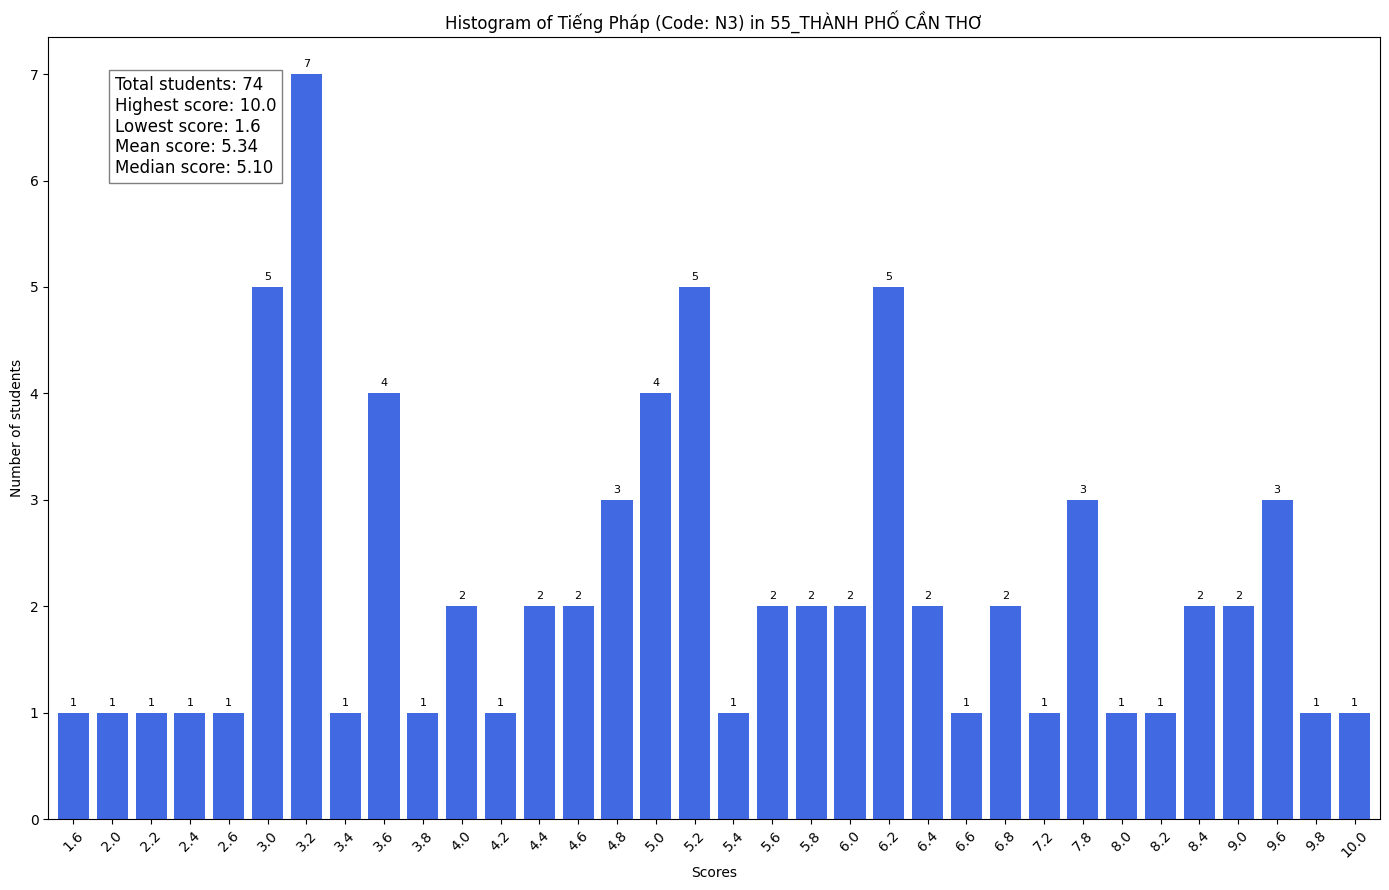 Histogram of Tiếng Pháp (Code: N3) in 55_THÀNH PHỐ CẦN THƠ
Total students: 74
Highest score: 10.0
Lowest score: 1.6
Mean score: 5.34
Median score: 5.10
Number of students
7
6
5
4
3
2
1
0
1 1 1 1 1 5 7 1 4 1 2 1 2 2 3 4 5 1 2 2 2 5 2 1 2 1 3 1 1 2 2 3 1 1
1.6 2.0 2.2 2.4 2.6 3.0 3.2 3.4 3.6 3.8 4.0 4.2 4.4 4.6 4.8 5.0 5.2 5.4 5.6 5.8 6.0 6.2 6.4 6.6 6.8 7.2 7.8 8.0 8.2 8.4 9.0 9.6 9.8 10.0
Scores